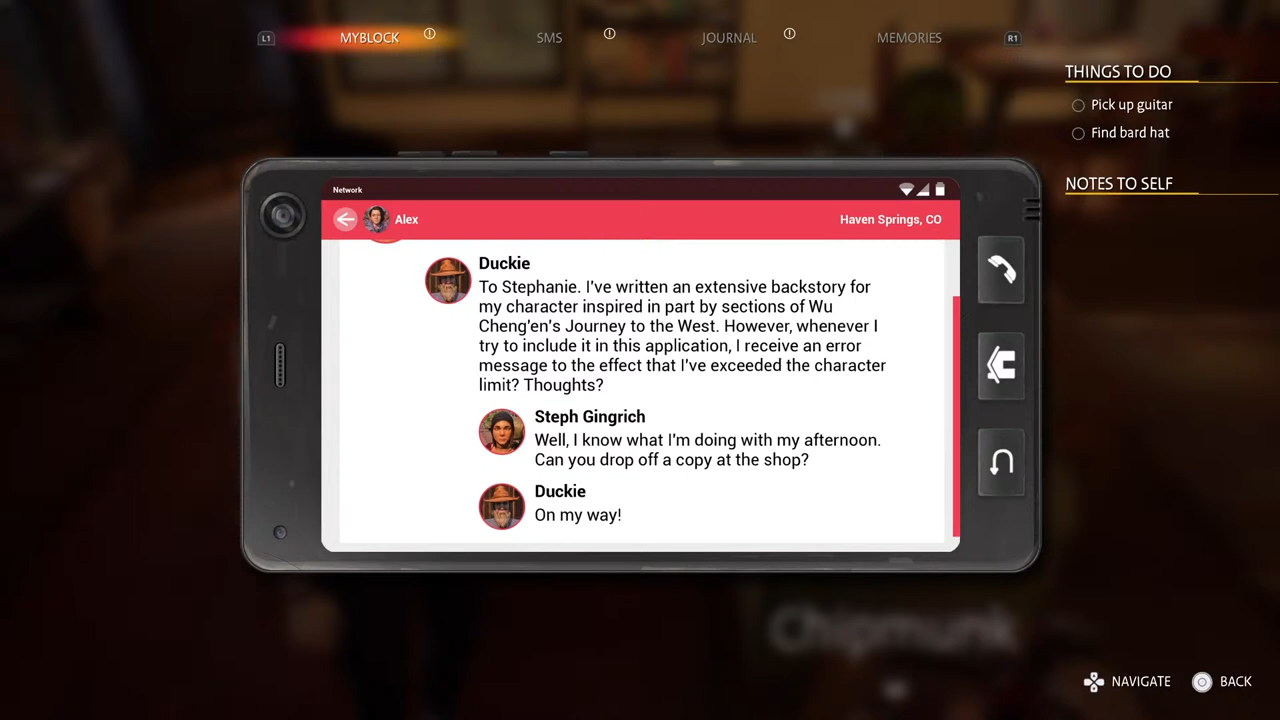 L1
MYBLOCK
SMS
JOURNAL
MEMORIES
R1
THINGS TO DO
Pick up guitar
Find bard hat
NOTES TO SELF
Network
Alex
Haven Springs, CO
Duckie
To Stephanie. I've written an extensive backstory for
my character inspired in part by sections of Wu
Cheng'en's Journey to the West. However, whenever I
try to include it in this application, I receive an error
message to the effect that I've exceeded the character
limit? Thoughts?
Steph Gingrich
Well, I know what I'm doing with my afternoon.
Can you drop off a copy at the shop?
Duckie
On my way!
Chipmunk
NAVIGATE
BACK